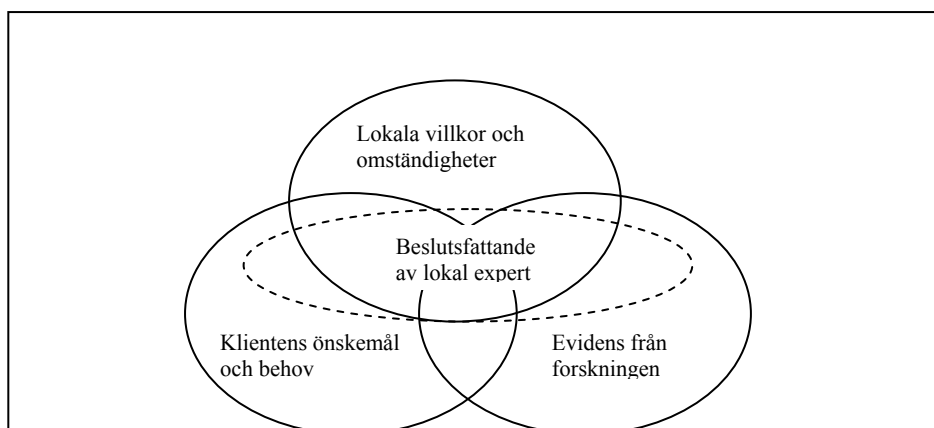 Lokala villkor och
omständigheter
Beslutsfattande
av lokal expert
Klientens önskemål
och behov
Evidens från
forskningen